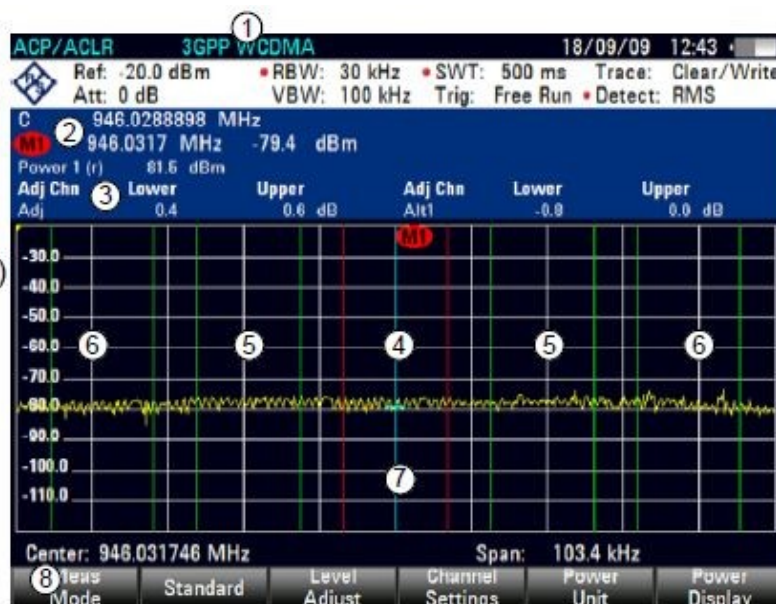 ①
ACP/ACLR 3GPP WCDMA 18/09/09 12:43
Ref: -20.0 dBm • RBW: 30 kHz • SWT: 500 ms Trace: Clear/Write
Att: 0 dB VBW: 100 kHz Trig: Free Run • Detect: RMS
C 946.0288898 MHz
M1 ② 946.0317 MHz -79.4 dBm
Power 1 (r) 81.5 dBm
Adj Chn ③ Lower Upper Adj Chn Lower Upper
Adj 0.4 0.6 dB Alt1 -0.8 0.0 dB
M1
-30.0
-40.0
-50.0
-60.0 ⑥ ⑤ ④ ⑤ ⑥
-70.0
-80.0
-90.0
-100.0 ⑦
-110.0
Center: 946.031746 MHz Span: 103.4 kHz
⑧ Meas Mode Standard Level Adjust Channel Settings Power Unit Power Display